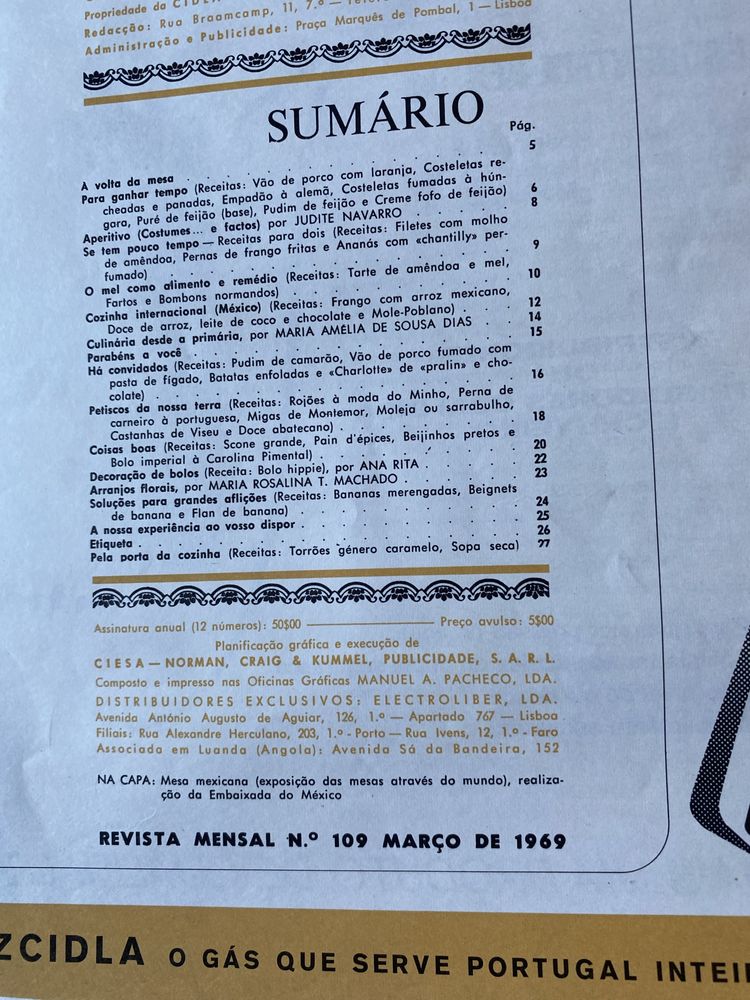 Propriedade da CIDLA
Redacção: Rua Braamcamp, 11, 7.º —
Administração e Publicidade: Praça Marquês de Pombal, 1 — Lisboa
SUMÁRIO
Pág.
A volta da mesa . . . . . . . . . . 5
Para ganhar tempo (Receitas: Vão de porco com laranja, Costeletas re-
cheadas e panadas, Empadão à alemã, Costeletas fumadas à hún-
gara, Puré de feijão (base), Pudim de feijão e Creme fofo de feijão) 6
Aperitivo (Costumes... e factos) por JUDITE NAVARRO . . . . 8
Se tem pouco tempo — Receitas para dois (Receitas: Filetes com molho
de amêndoa, Pernas de frango fritas e Ananás com «chantilly» per-
fumado) . . . . . . . . . . 9
O mel como alimento e remédio (Receitas: Tarte de amêndoa e mel,
Fartos e Bombons normandos) . . . . . . . 10
Cozinha internacional (México) (Receitas: Frango com arroz mexicano,
Doce de arroz, leite de coco e chocolate e Mole-Poblano) . . . 12
Culinária desde a primária, por MARIA AMÉLIA DE SOUSA DIAS . . 14
Parabéns a você . . . . . . . . . . 15
Há convidados (Receitas: Pudim de camarão, Vão de porco fumado com
pasta de fígado, Batatas enfoladas e «Charlotte» de «pralin» e cho-
colate) . . . . . . . . . . 16
Petiscos da nossa terra (Receitas: Rojões à moda do Minho, Perna de
carneiro à portuguesa, Migas de Montemor, Moleja ou sarrabulho,
Castanhas de Viseu e Doce abatecano) . . . . . . 18
Coisas boas (Receitas: Scone grande, Pain d'épices, Beijinhos pretos e
Bolo imperial à Carolina Pimental) . . . . . . . 20
Decoração de bolos (Receita: Bolo hippie), por ANA RITA . . . . 22
Arranjos florais, por MARIA ROSALINA T. MACHADO . . . . 23
Soluções para grandes aflições (Receitas: Bananas merengadas, Beignets
de banana e Flan de banana) . . . . . . . 24
A nossa experiência ao vosso dispor . . . . . . . 25
Etiqueta . . . . . . . . . . 26
Pela porta da cozinha (Receitas: Torrões género caramelo, Sopa seca) 27
Assinatura anual (12 números): 50$00 ——— Preço avulso: 5$00
Planificação gráfica e execução de
CIESA — NORMAN, CRAIG & KUMMEL, PUBLICIDADE, S. A. R. L.
Composto e impresso nas Oficinas Gráficas MANUEL A. PACHECO, LDA.
DISTRIBUIDORES EXCLUSIVOS: ELECTROLIBER, LDA.
Avenida António Augusto de Aguiar, 126, 1.º — Apartado 767 — Lisboa
Filiais: Rua Alexandre Herculano, 203, 1.º - Porto — Rua Ivens, 12, 1.º - Faro
Associada em Luanda (Angola): Avenida Sá da Bandeira, 152
NA CAPA: Mesa mexicana (exposição das mesas através do mundo), realiza-
ção da Embaixada do México
REVISTA MENSAL N.º 109 MARÇO DE 1969
ZCIDLA O GÁS QUE SERVE PORTUGAL INTEI